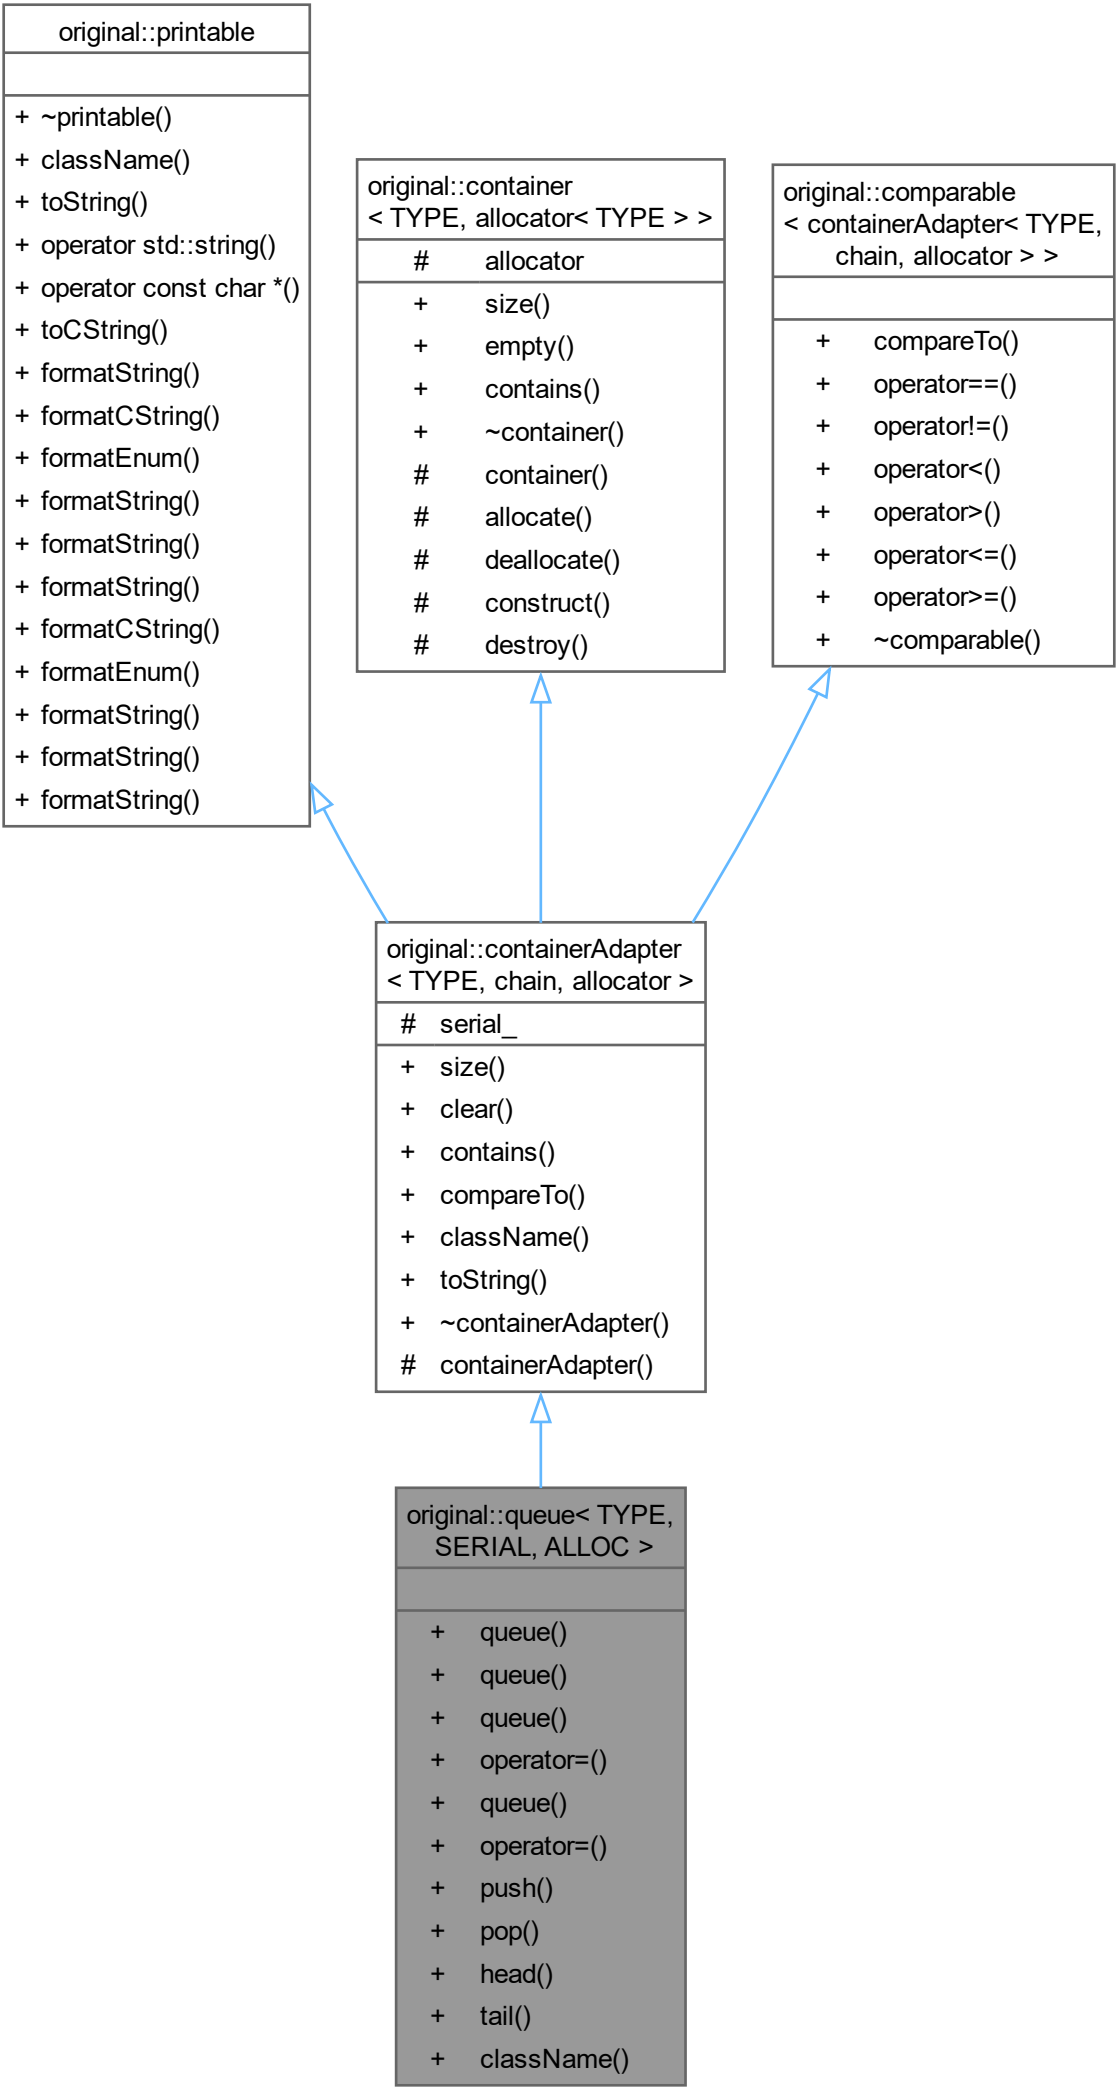 original::printable
+ ~printable()
+ className()
+ toString()
+ operator std::string()
+ operator const char *()
+ toCString()
+ formatString()
+ formatCString()
+ formatEnum()
+ formatString()
+ formatString()
+ formatString()
+ formatCString()
+ formatEnum()
+ formatString()
+ formatString()
+ formatString()
original::container
< TYPE, allocator< TYPE > >
# allocator
+ size()
+ empty()
+ contains()
+ ~container()
# container()
# allocate()
# deallocate()
# construct()
# destroy()
original::comparable
< containerAdapter< TYPE,
chain, allocator > >
+ compareTo()
+ operator==()
+ operator!=()
+ operator<()
+ operator>()
+ operator<=()
+ operator>=()
+ ~comparable()
original::containerAdapter
< TYPE, chain, allocator >
# serial_
+ size()
+ clear()
+ contains()
+ compareTo()
+ className()
+ toString()
+ ~containerAdapter()
# containerAdapter()
original::queue< TYPE,
SERIAL, ALLOC >
+ queue()
+ queue()
+ queue()
+ operator=()
+ queue()
+ operator=()
+ push()
+ pop()
+ head()
+ tail()
+ className()